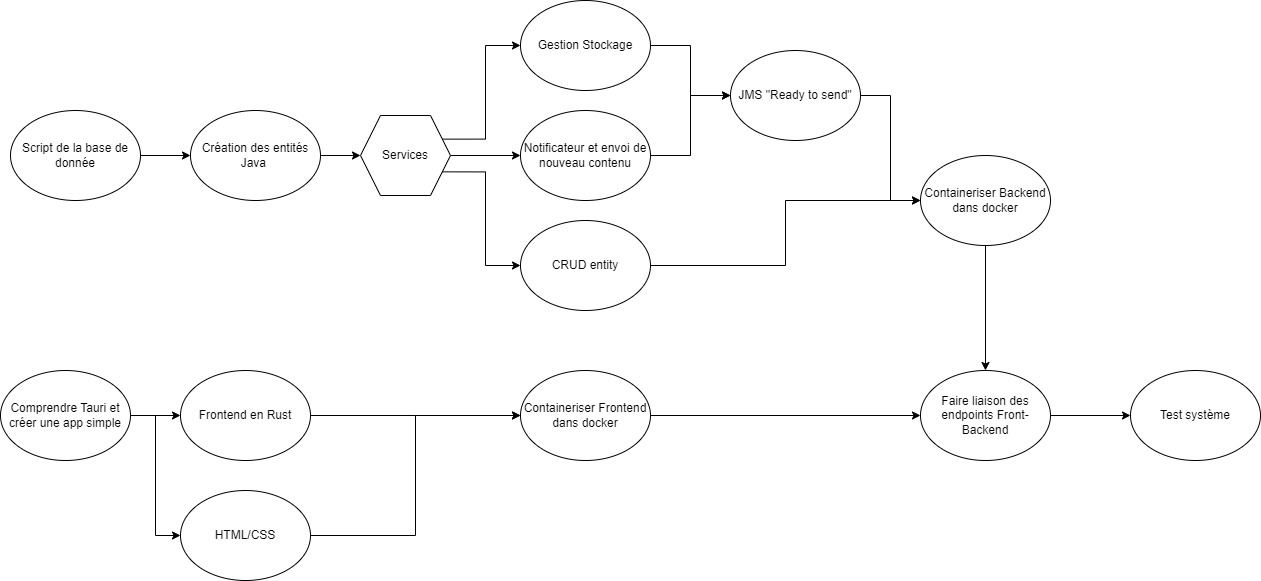 Gestion Stockage
JMS "Ready to send"
Script de la base de
donnée
Création des entités
Java
Services
Notificateur et envoi de
nouveau contenu
Containeriser Backend
dans docker
CRUD entity
Comprendre Tauri et
créer une app simple
Frontend en Rust
Containeriser Frontend
dans docker
Faire liaison des
endpoints Front-
Backend
Test système
HTML/CSS